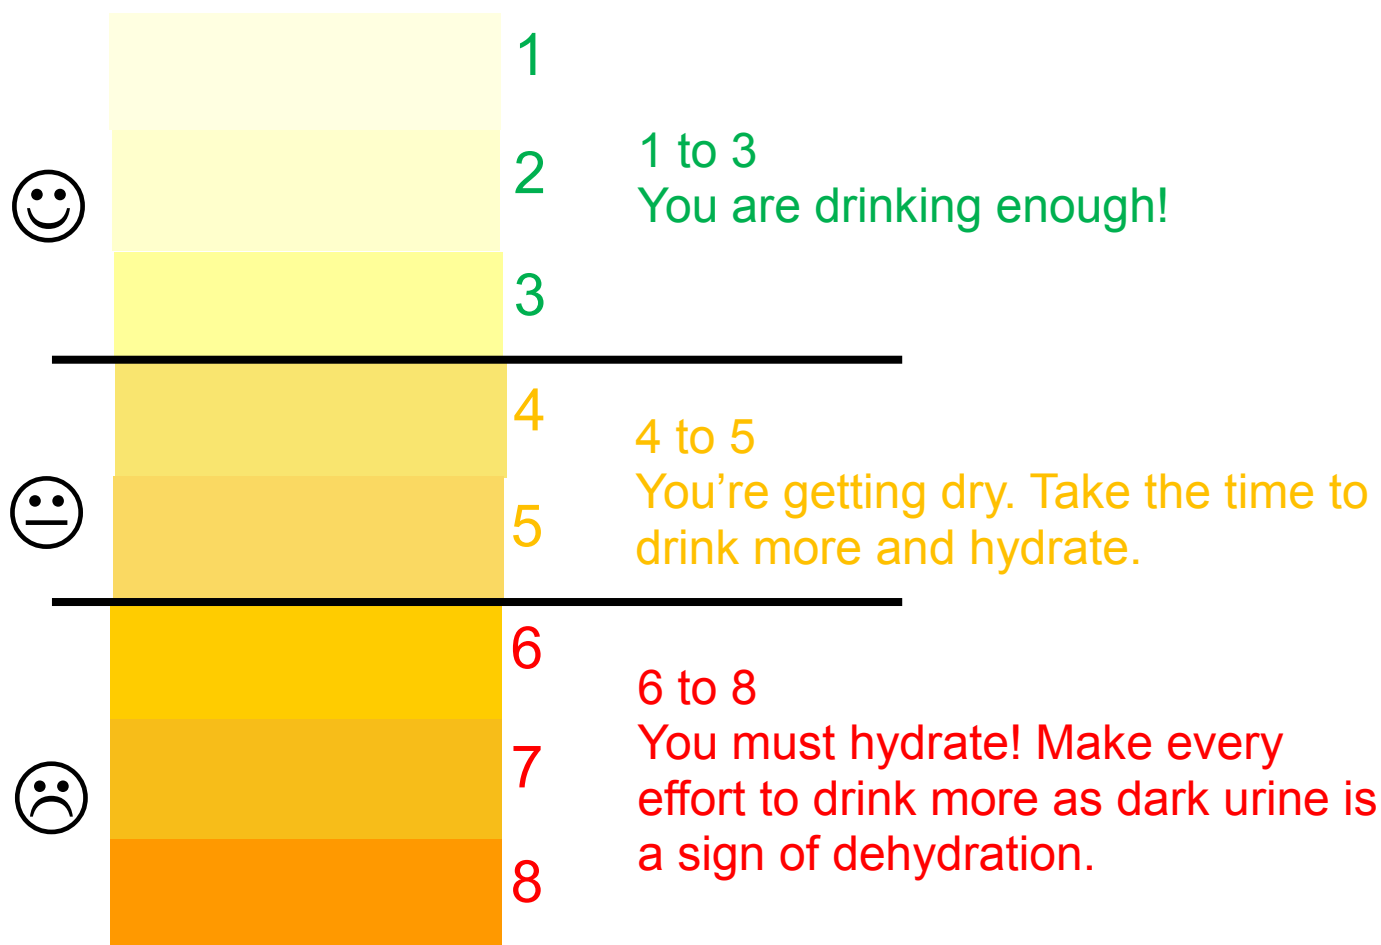 1
2
3
1 to 3
You are drinking enough!
4
5
4 to 5
You’re getting dry. Take the time to
drink more and hydrate.
6
7
8
6 to 8
You must hydrate! Make every
effort to drink more as dark urine is
a sign of dehydration.